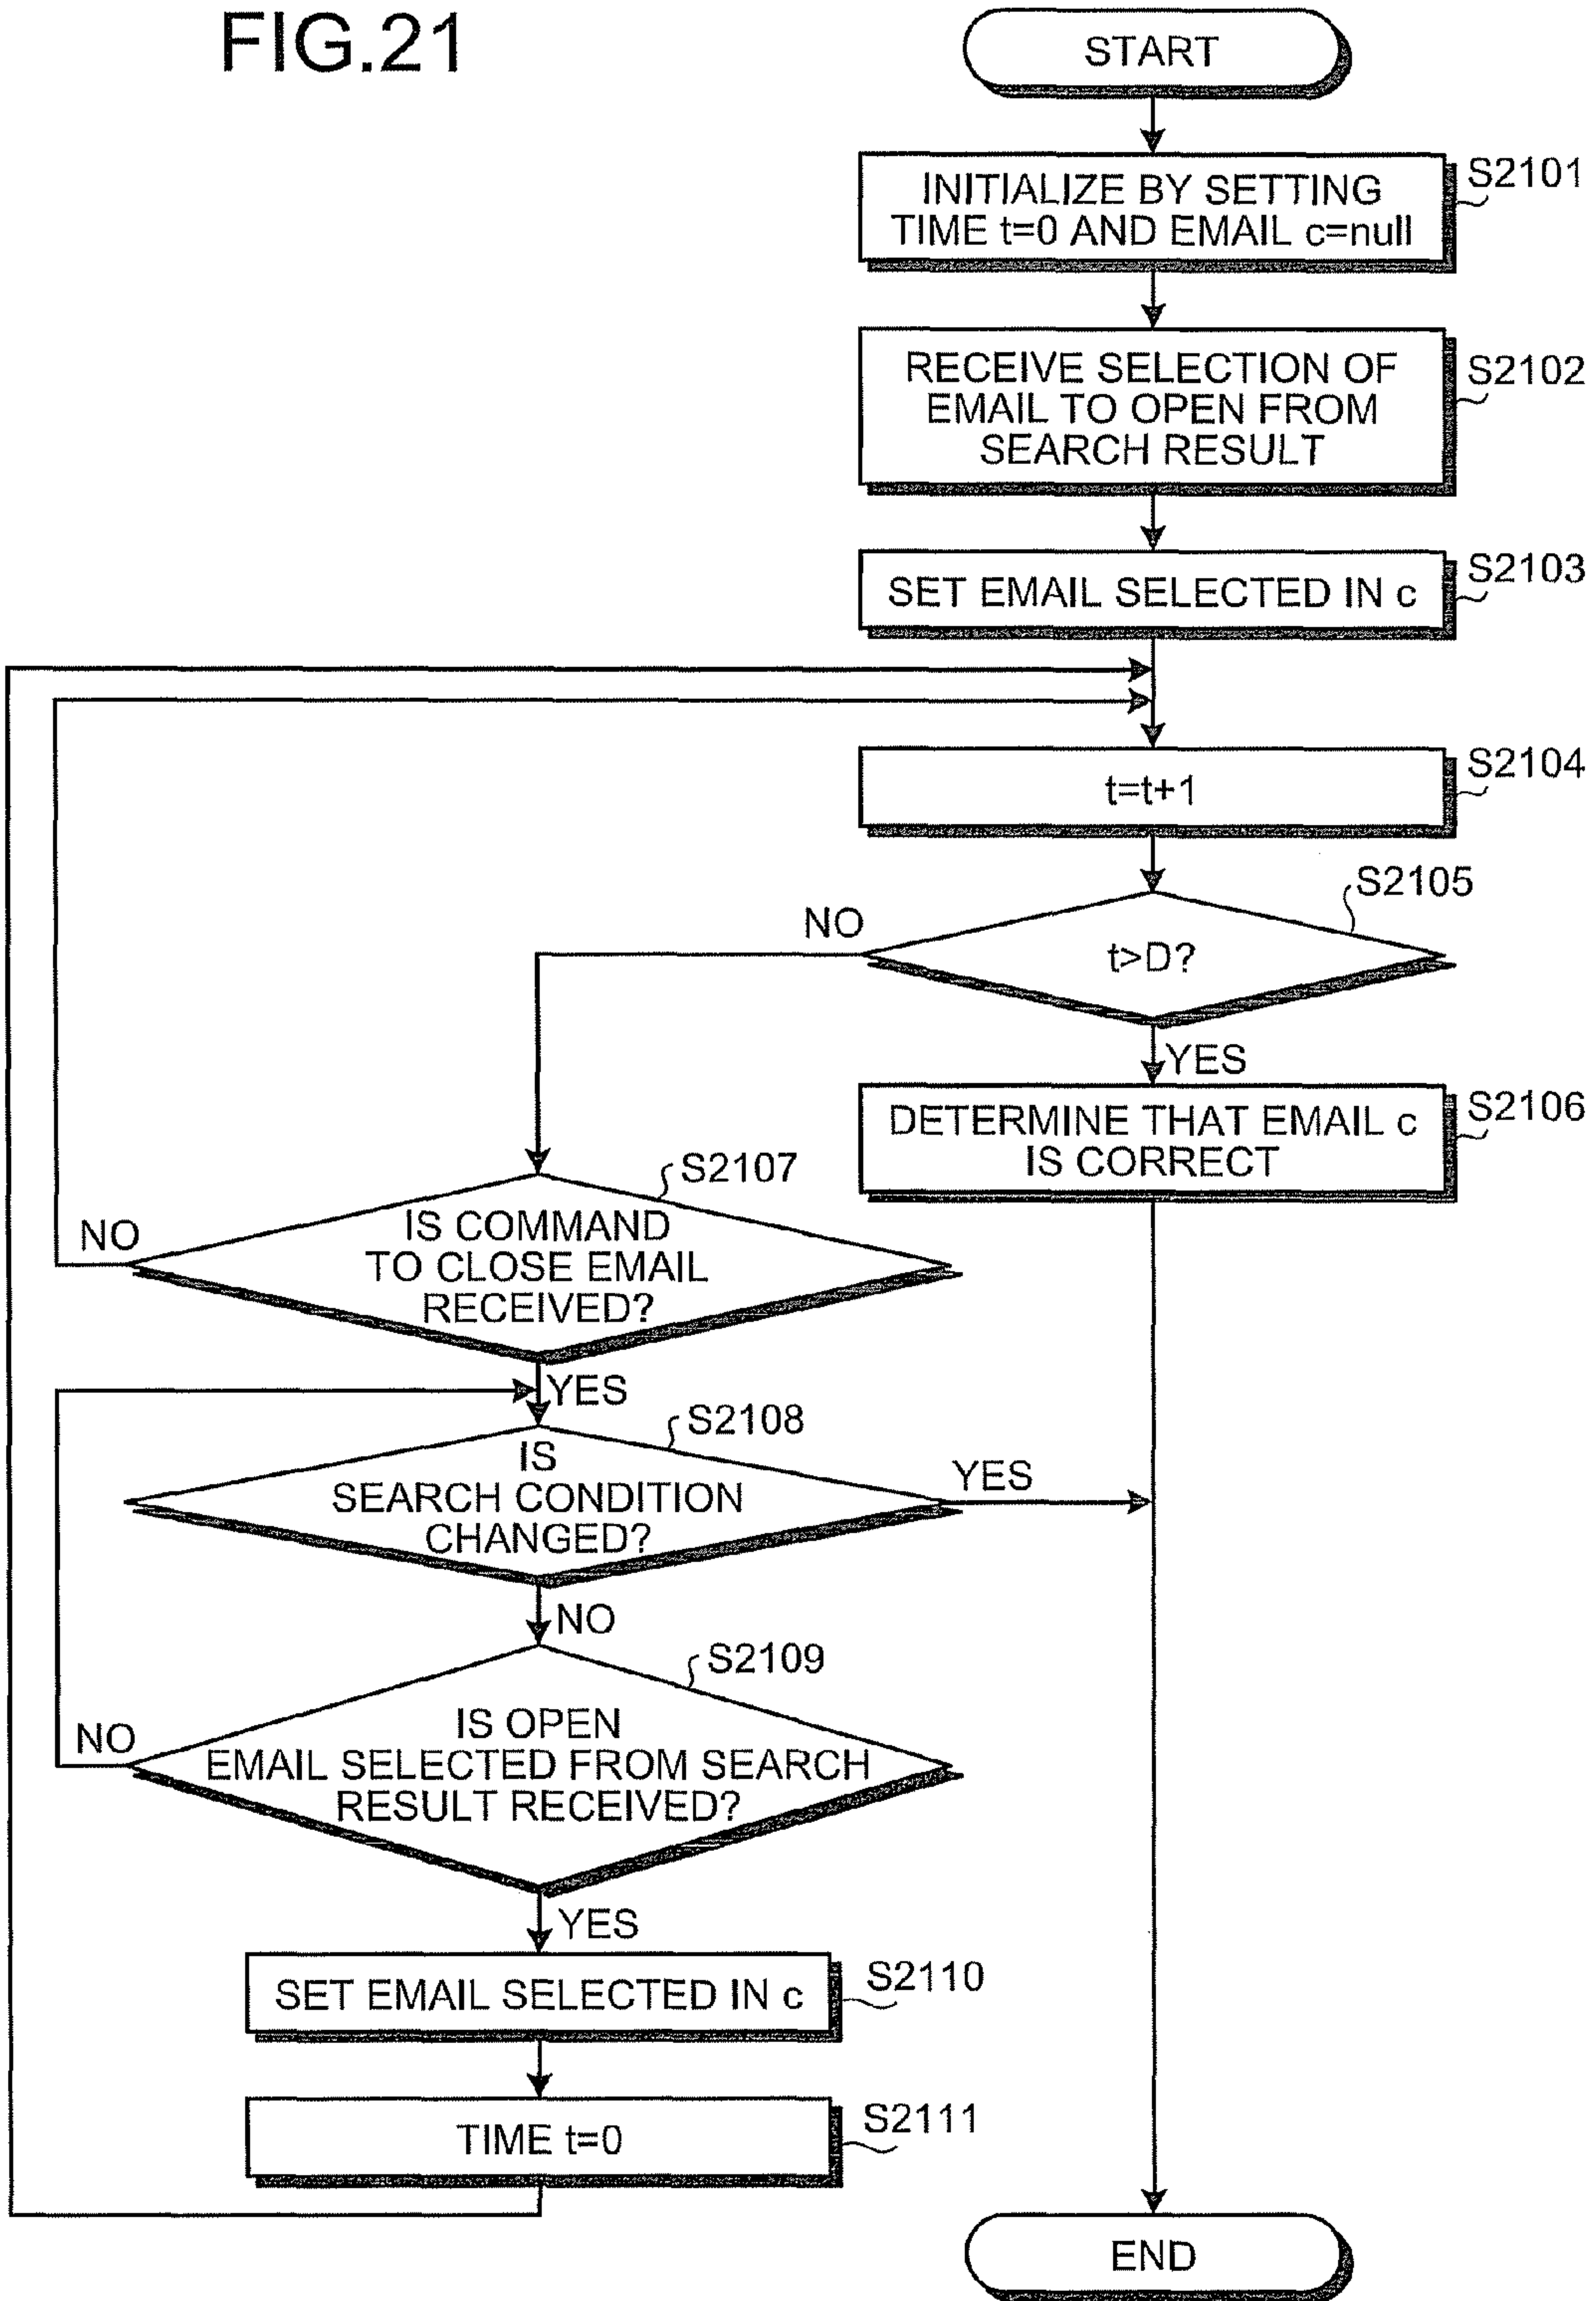 FIG.21
START
INITIALIZE BY SETTING
TIME t=0 AND EMAIL c=null
S2101
RECEIVE SELECTION OF
EMAIL TO OPEN FROM
SEARCH RESULT
S2102
SET EMAIL SELECTED IN c
S2103
t=t+1
S2104
t>D?
S2105
NO
YES
DETERMINE THAT EMAIL c
IS CORRECT
S2106
IS COMMAND
TO CLOSE EMAIL
RECEIVED?
S2107
NO
YES
IS
SEARCH CONDITION
CHANGED?
S2108
YES
NO
IS OPEN
EMAIL SELECTED FROM SEARCH
RESULT RECEIVED?
S2109
NO
YES
SET EMAIL SELECTED IN c
S2110
TIME t=0
S2111
END